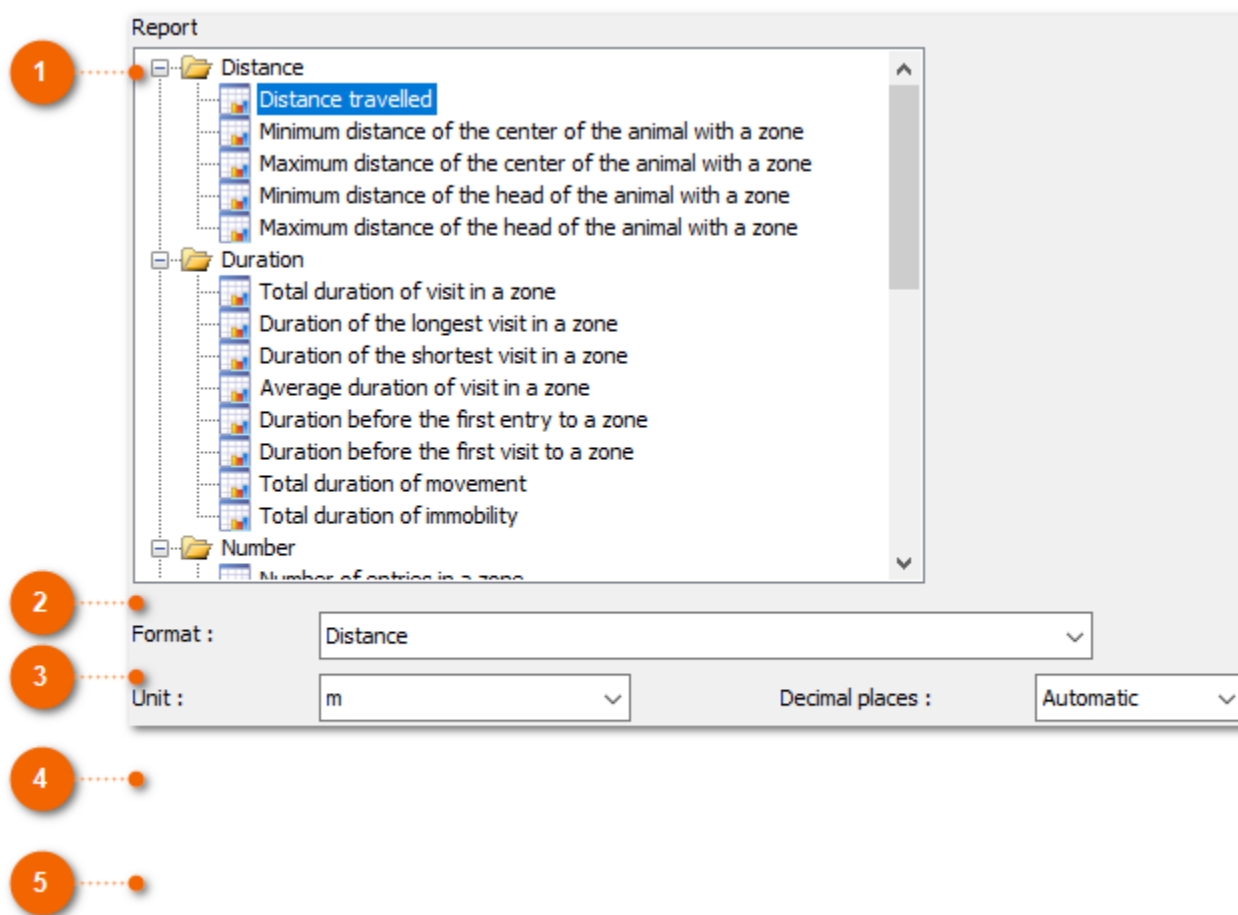 Report
1
Distance
Distance travelled
Minimum distance of the center of the animal with a zone
Maximum distance of the center of the animal with a zone
Minimum distance of the head of the animal with a zone
Maximum distance of the head of the animal with a zone
Duration
Total duration of visit in a zone
Duration of the longest visit in a zone
Duration of the shortest visit in a zone
Average duration of visit in a zone
Duration before the first entry to a zone
Duration before the first visit to a zone
Total duration of movement
Total duration of immobility
Number
Number of entries in a zone
2
Format : Distance
3
Unit : m Decimal places : Automatic
4
5